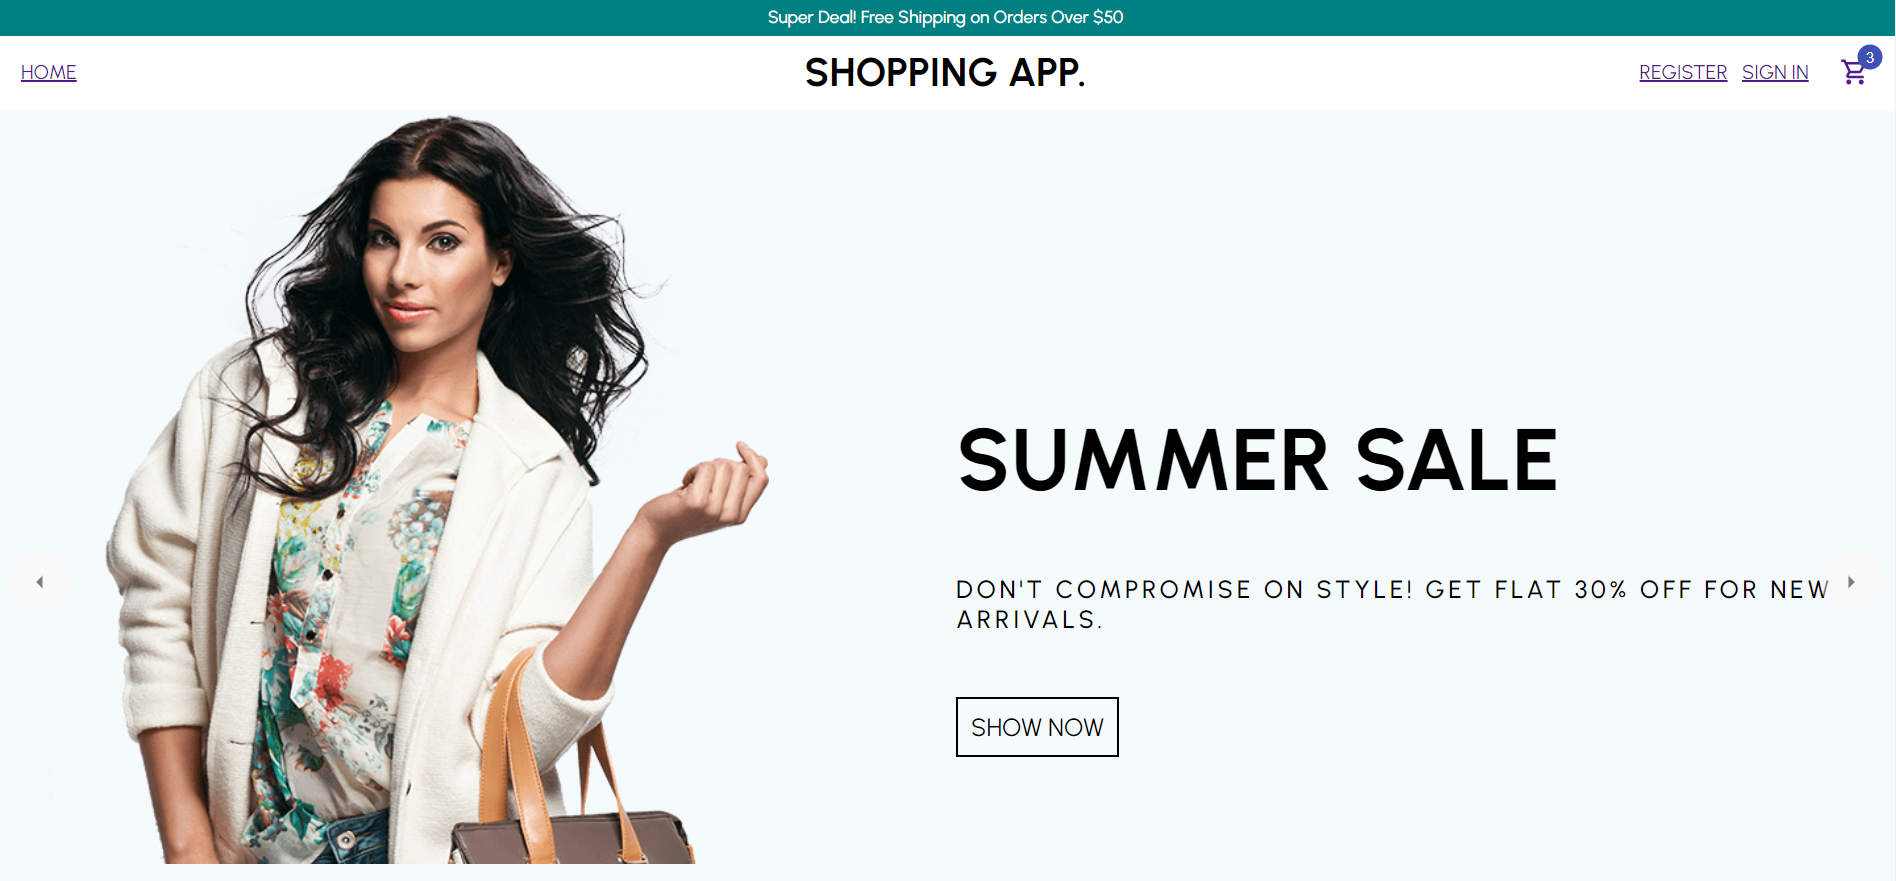 Super Deal! Free Shipping on Orders Over $50
HOME
SHOPPING APP.
REGISTER
SIGN IN
3
SUMMER SALE
DON'T COMPROMISE ON STYLE! GET FLAT 30% OFF FOR NEW
ARRIVALS.
SHOW NOW